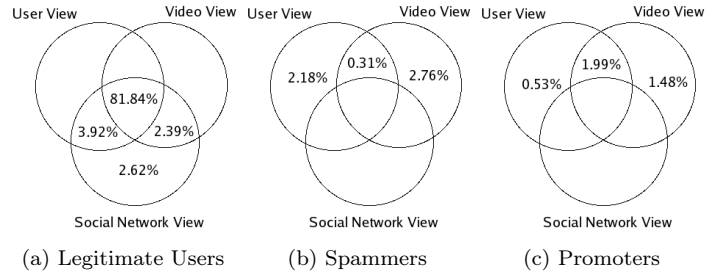 User View Video View
81.84%
3.92% 2.39%
2.62%
Social Network View
(a) Legitimate Users
User View Video View
0.31%
2.18% 2.76%
Social Network View
(b) Spammers
User View Video View
1.99%
0.53% 1.48%
Social Network View
(c) Promoters